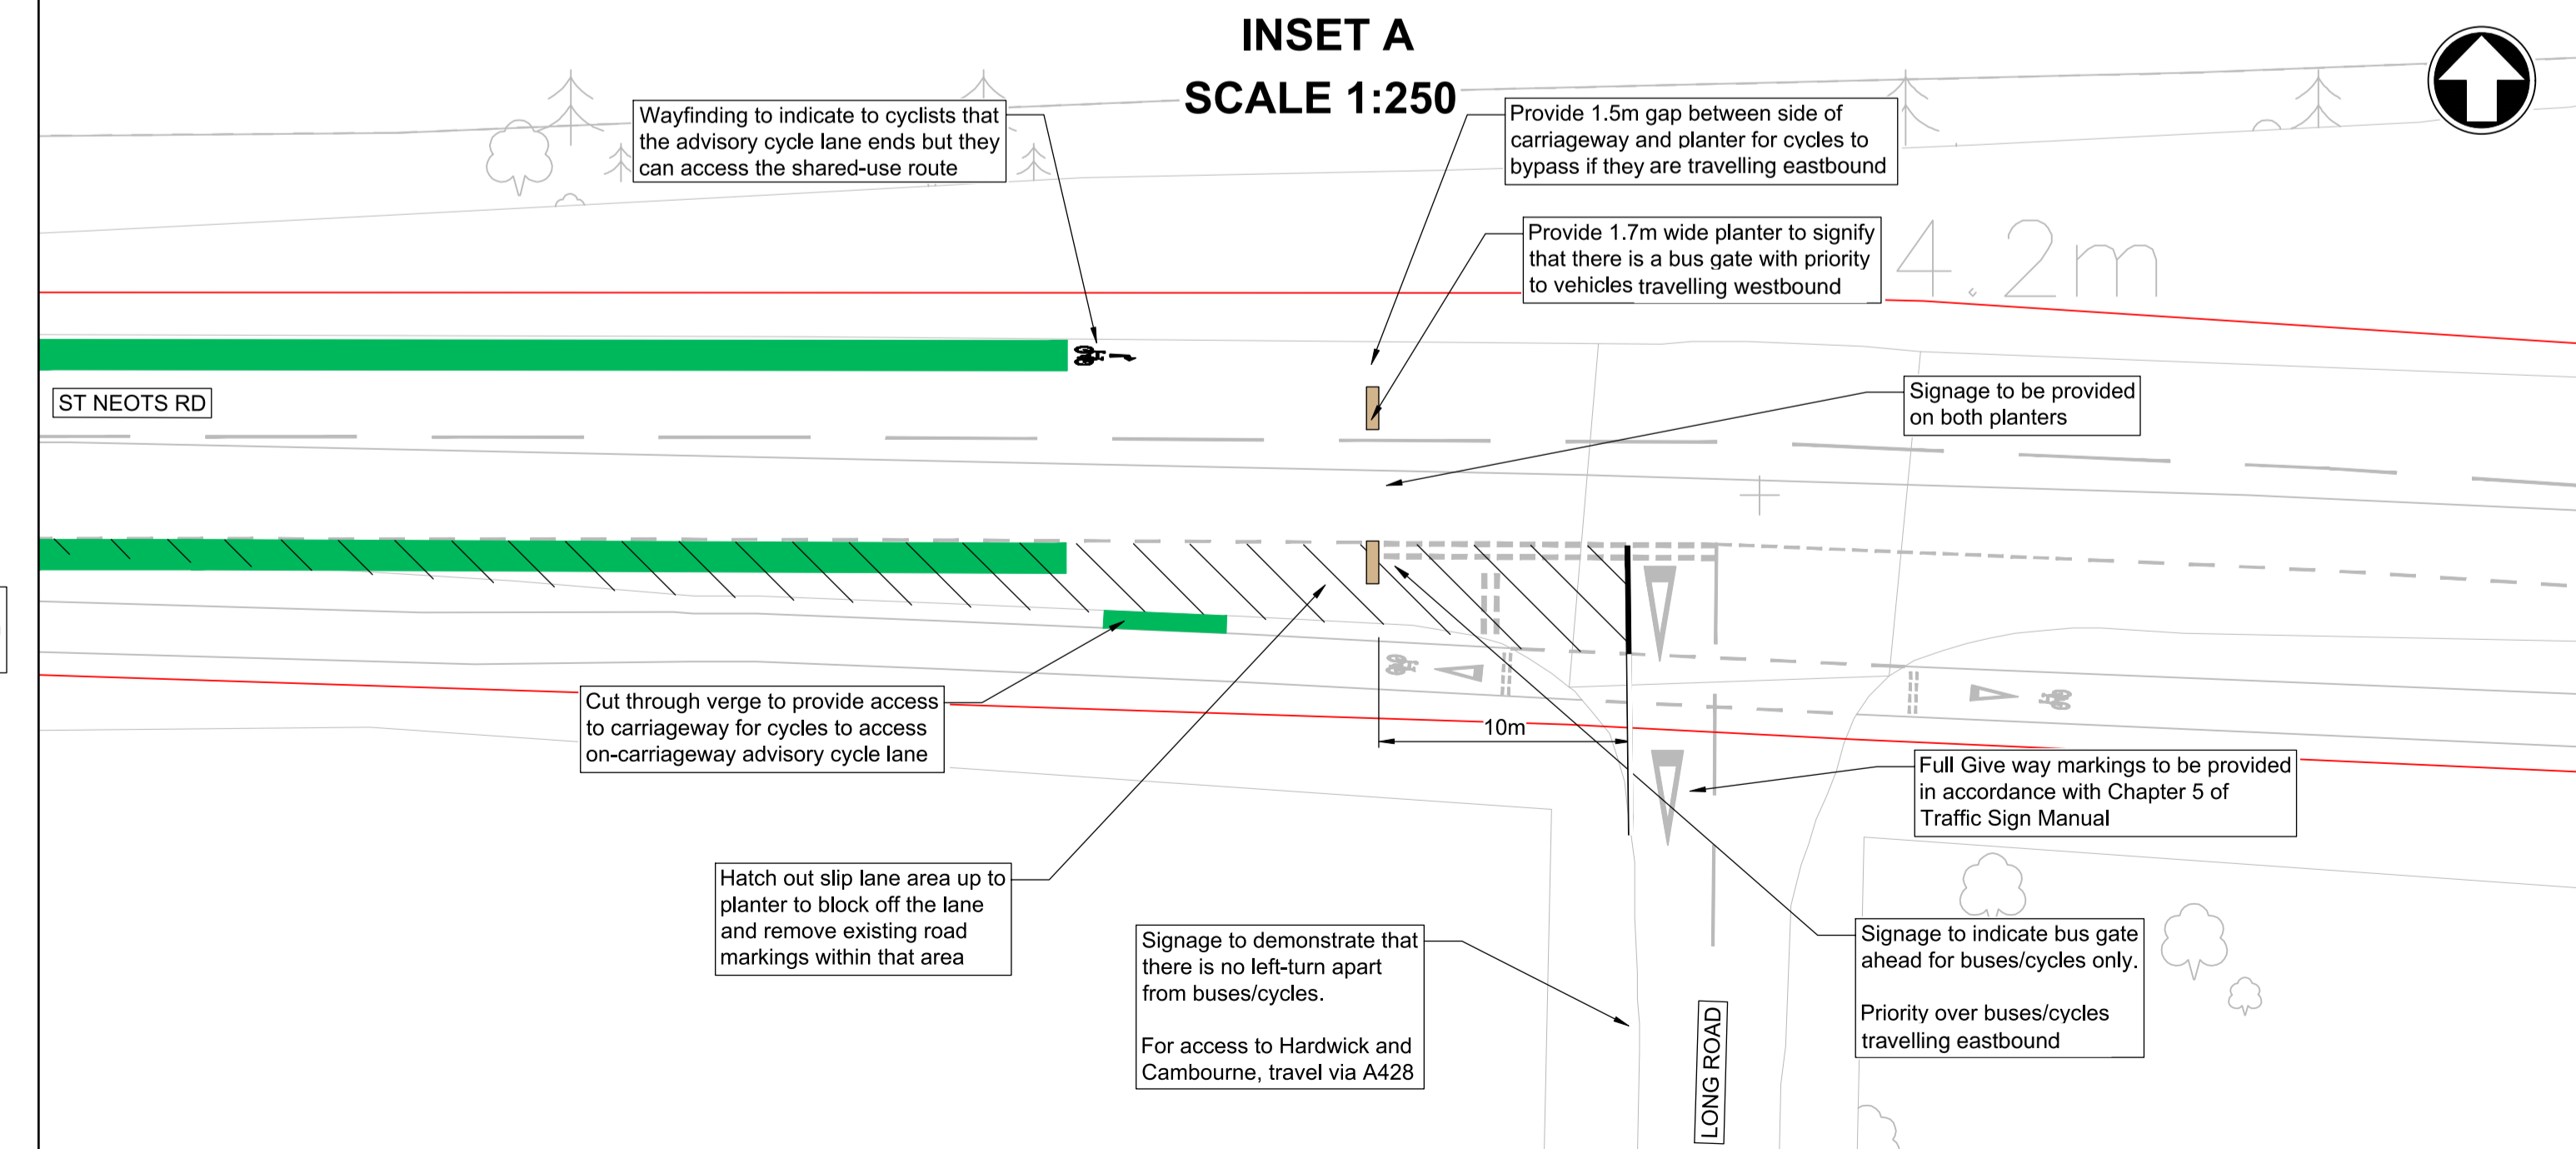 INSET A
SCALE 1:250
Wayfinding to indicate to cyclists that
the advisory cycle lane ends but they
can access the shared-use route
Provide 1.5m gap between side of
carriageway and planter for cycles to
bypass if they are travelling eastbound
Provide 1.7m wide planter to signify
that there is a bus gate with priority
to vehicles travelling westbound
4.2m
ST NEOTS RD
Signage to be provided
on both planters
Cut through verge to provide access
to carriageway for cycles to access
on-carriageway advisory cycle lane
10m
Full Give way markings to be provided
in accordance with Chapter 5 of
Traffic Sign Manual
Hatch out slip lane area up to
planter to block off the lane
and remove existing road
markings within that area
Signage to demonstrate that
there is no left-turn apart
from buses/cycles.
For access to Hardwick and
Cambourne, travel via A428
Signage to indicate bus gate
ahead for buses/cycles only.
Priority over buses/cycles
travelling eastbound
LONG ROAD